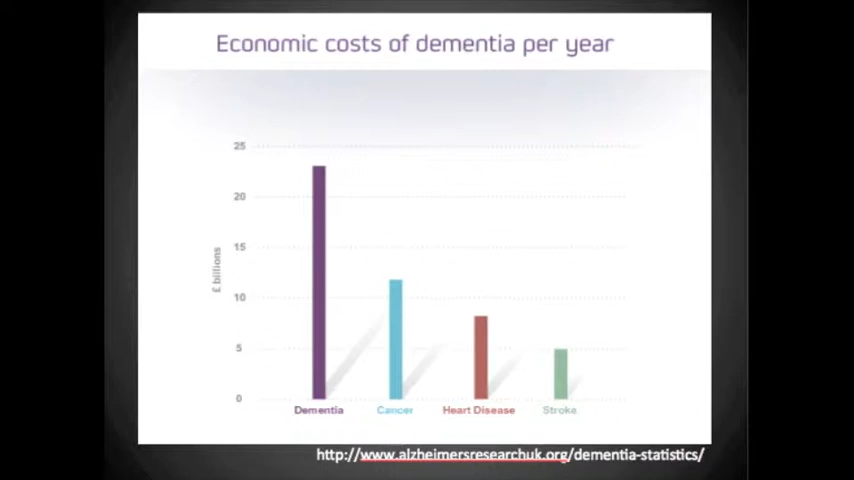 Economic costs of dementia per year
25
20
15
10
5
0
£ billions
Dementia Cancer Heart Disease Stroke
http://www.alzheimersresearchuk.org/dementia-statistics/